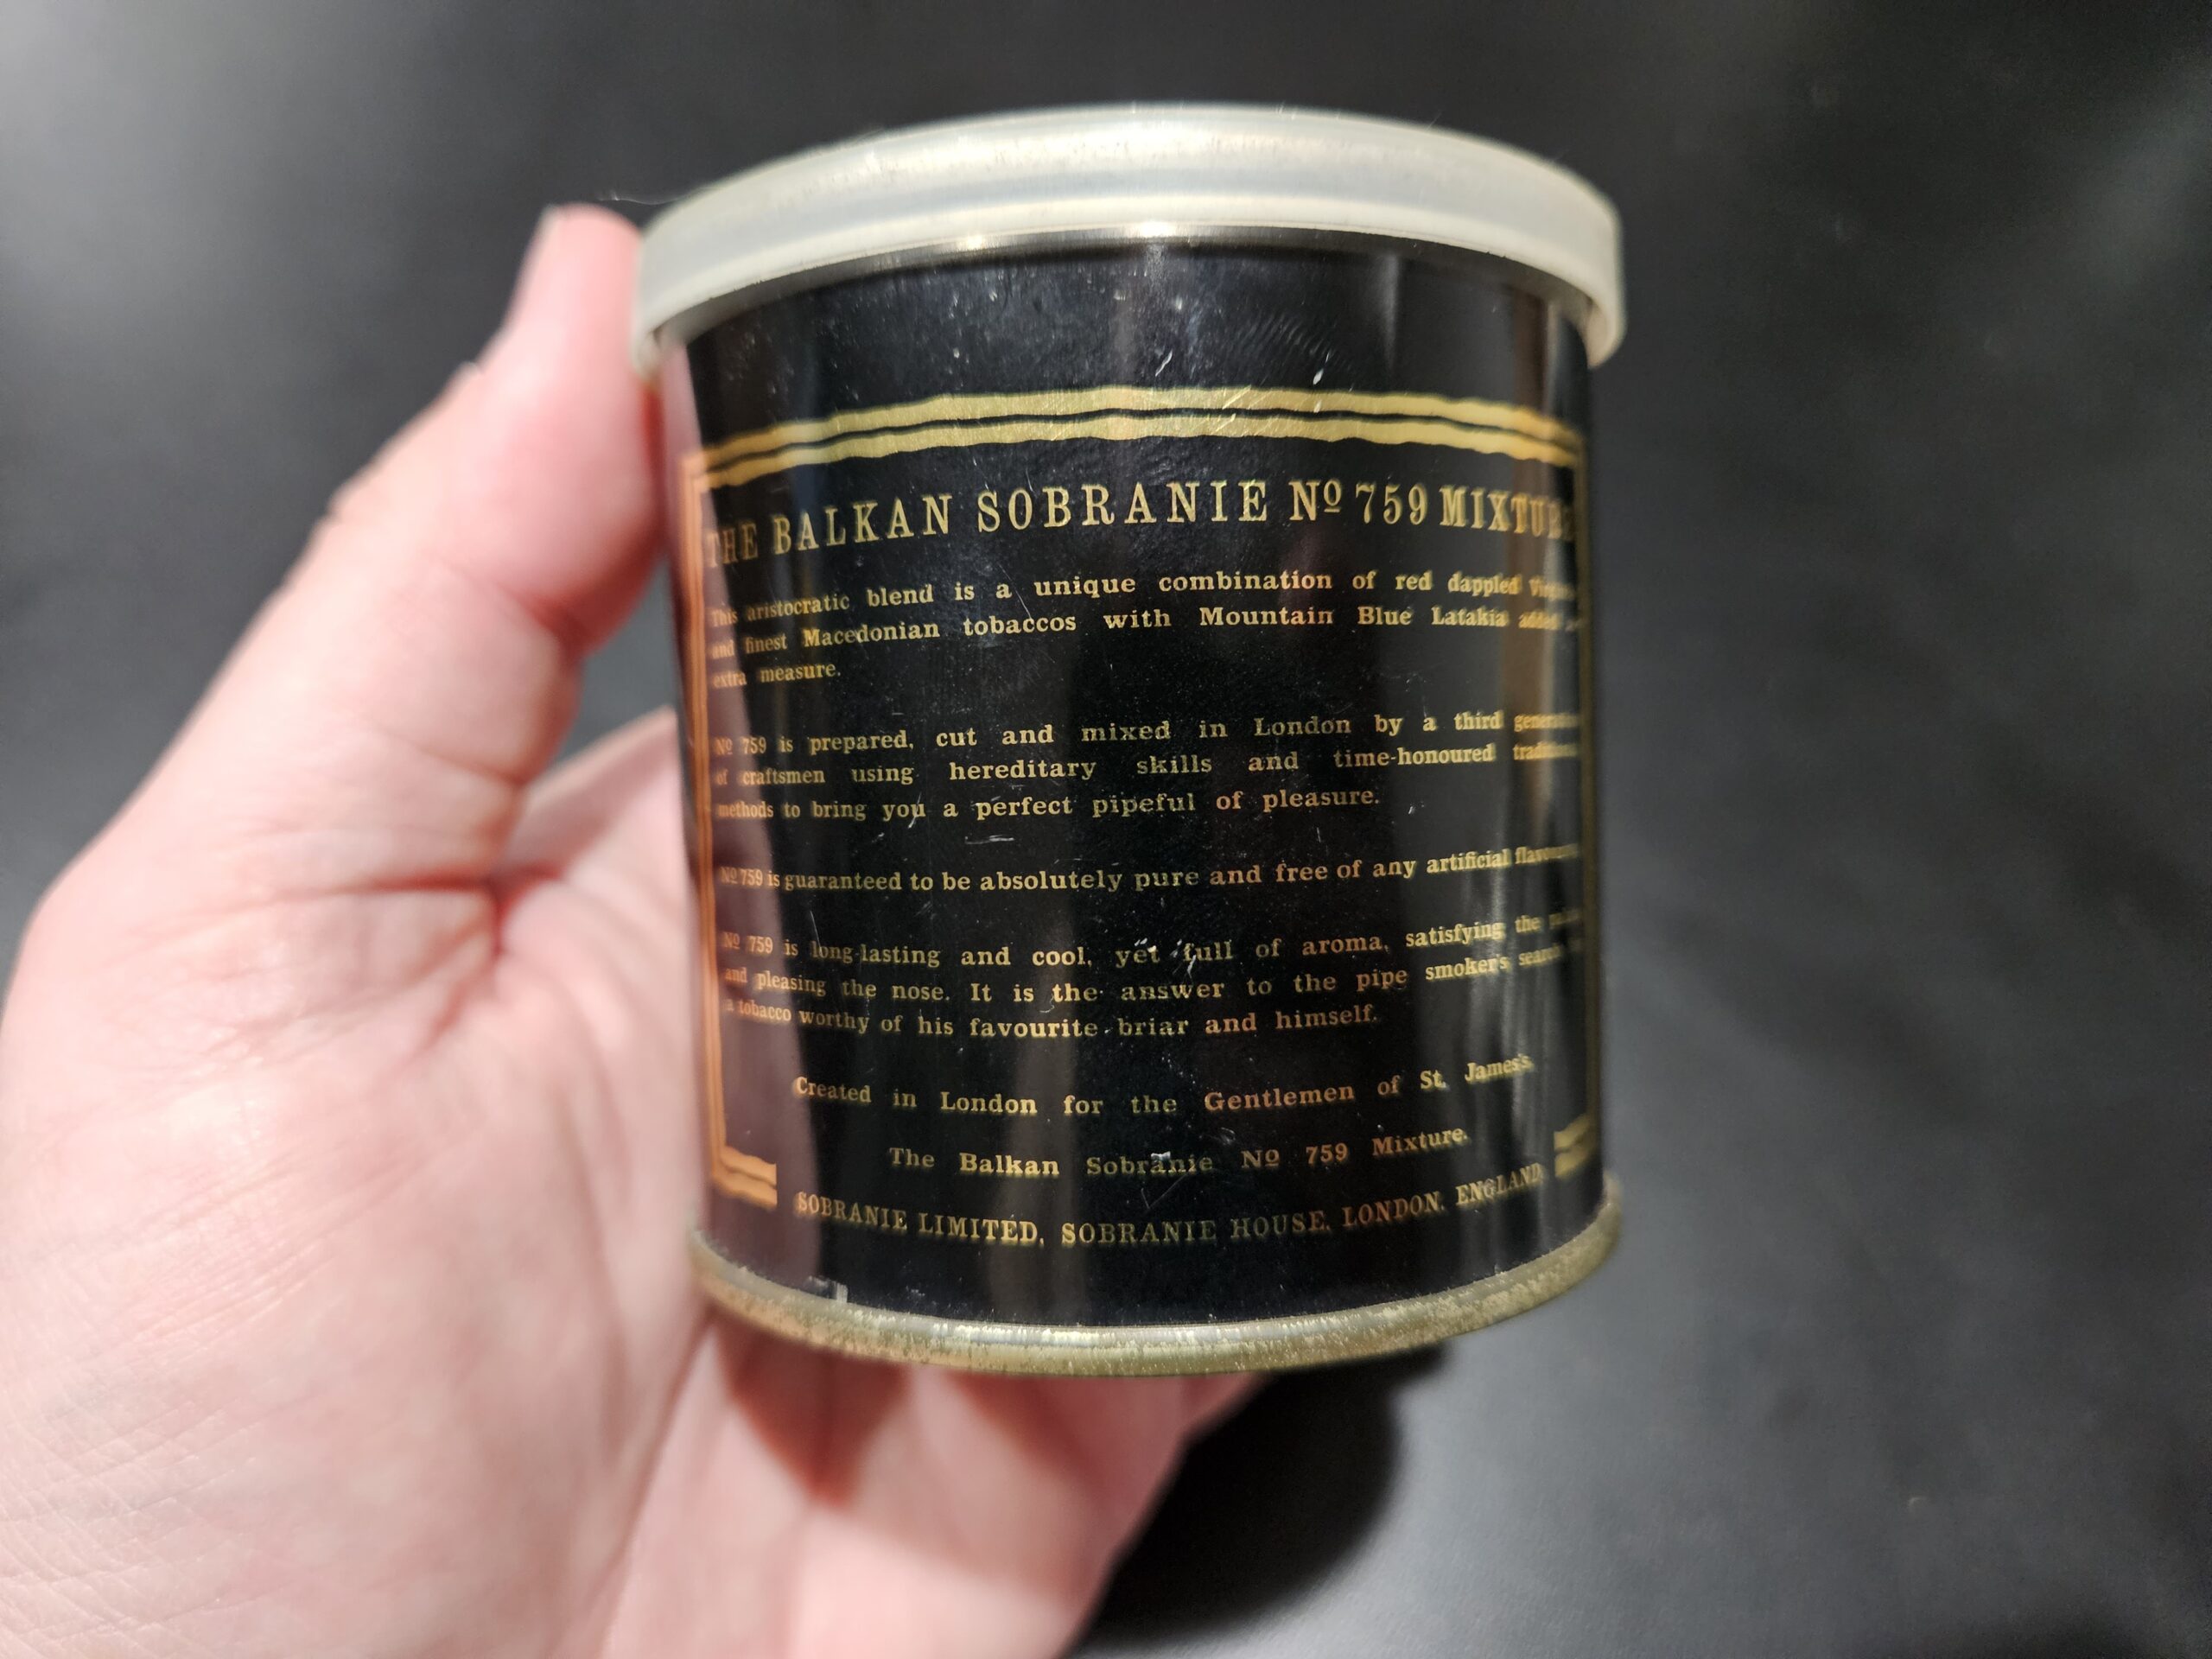 THE BALKAN SOBRANIE Nº 759 MIXTURE
This aristocratic blend is a unique combination of red dappled
and finest Macedonian tobaccos with Mountain Blue Latakia added
extra measure.
Nº 759 is prepared, cut and mixed in London by a third generation
of craftsmen using hereditary skills and time-honoured traditional
methods to bring you a perfect pipeful of pleasure.
Nº 759 is guaranteed to be absolutely pure and free of any artificial
Nº 759 is long-lasting and cool, yet full of aroma, satisfying the
and pleasing the nose. It is the answer to the pipe smoker's search
a tobacco worthy of his favourite briar and himself.
Created in London for the Gentlemen of St. James's,
The Balkan Sobranie Nº 759 Mixture.
SOBRANIE LIMITED, SOBRANIE HOUSE, LONDON, ENGLAND.